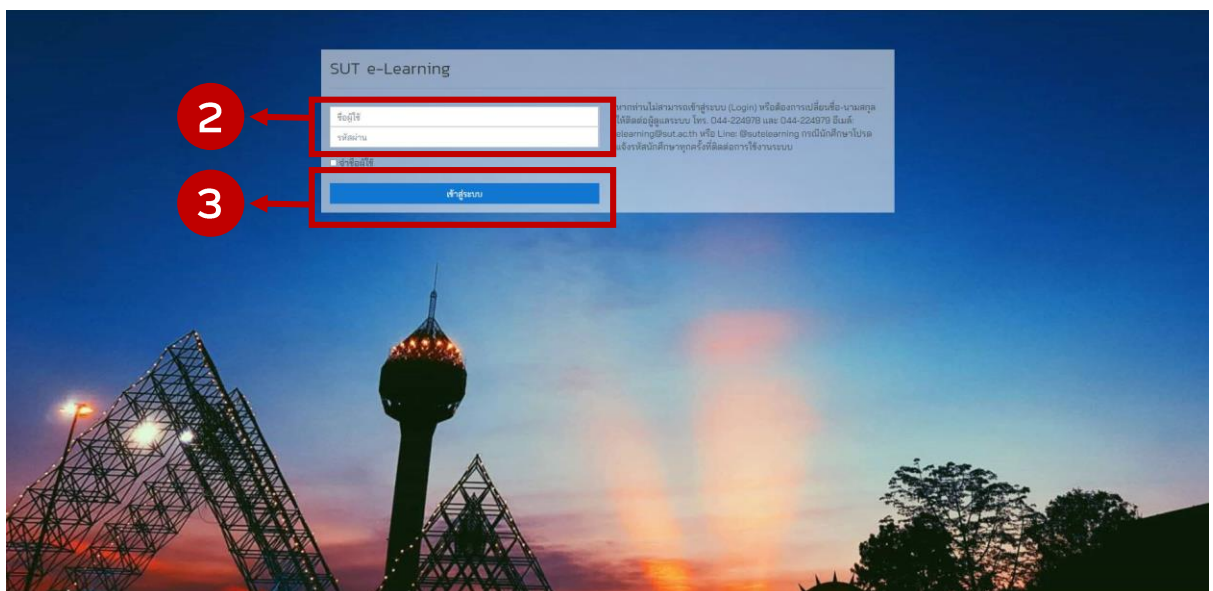 SUT e-Learning
2
ชื่อผู้ใช้
รหัสผ่าน
จำชื่อผู้ใช้
3
เข้าสู่ระบบ
หากท่านไม่สามารถเข้าสู่ระบบ (Login) หรือต้องการเปลี่ยนชื่อ-นามสกุล
ให้ติดต่อผู้ดูแลระบบ โทร. 044-224978 และ 044-224979 อีเมล์:
elearning@sut.ac.th หรือ Line: @sutelearning กรณีนักศึกษาโปรด
แจ้งรหัสนักศึกษาทุกครั้งที่ติดต่อการใช้งานระบบ